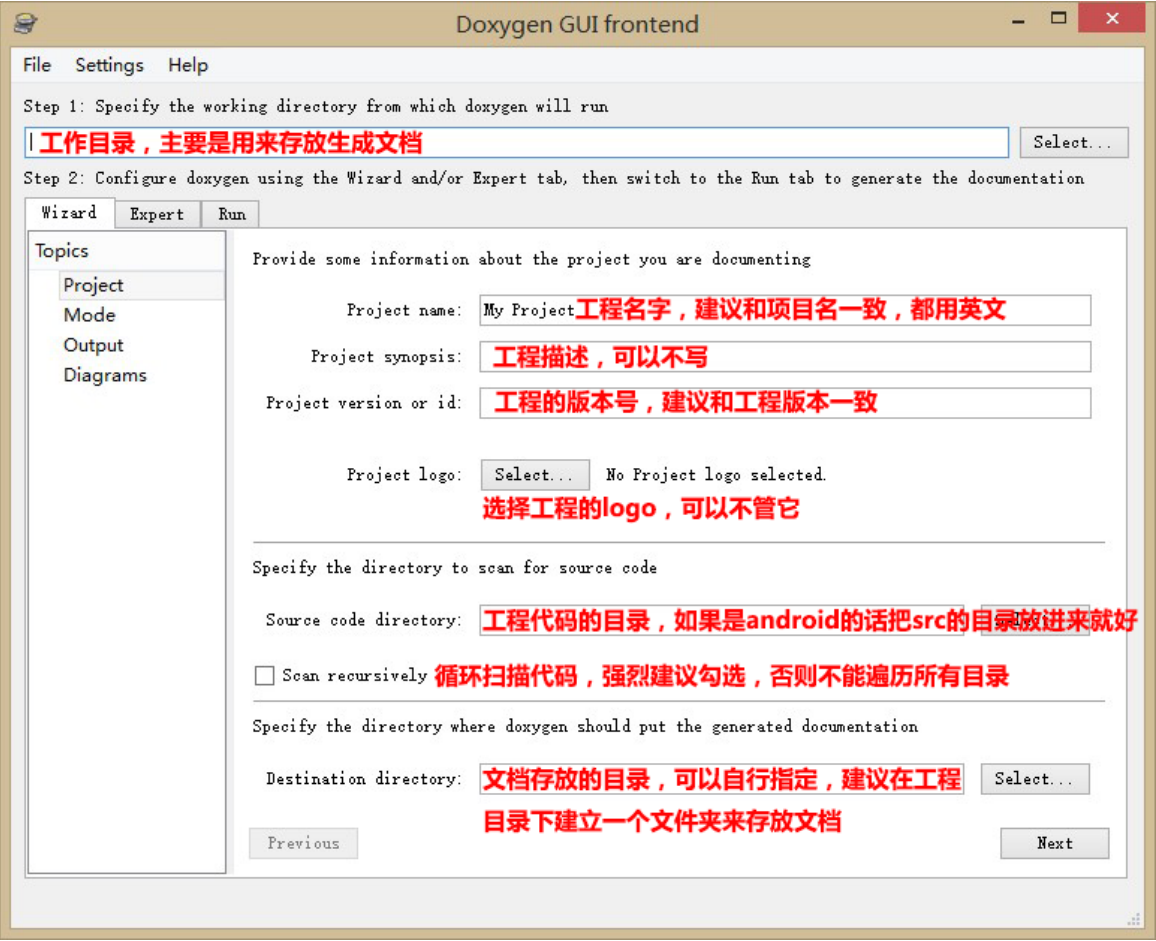 Doxygen GUI frontend
File Settings Help
Step 1: Specify the working directory from which doxygen will run
工作目录，主要是用来存放生成文档 Select...
Step 2: Configure doxygen using the Wizard and/or Expert tab, then switch to the Run tab to generate the documentation
Wizard Expert Run
Topics
Project
Mode
Output
Diagrams
Provide some information about the project you are documenting
Project name: My Project工程名字，建议和项目名一致，都用英文
Project synopsis: 工程描述，可以不写
Project version or id: 工程的版本号，建议和工程版本一致
Project logo: Select... No Project logo selected.
选择工程的logo，可以不管它
Specify the directory to scan for source code
Source code directory: 工程代码的目录，如果是android的话把src的目录放进来就好
Scan recursively 循环扫描代码，强烈建议勾选，否则不能遍历所有目录
Specify the directory where doxygen should put the generated documentation
Destination directory: 文档存放的目录，可以自行指定，建议在工程 Select...
目录下建立一个文件夹来存放文档
Previous Next